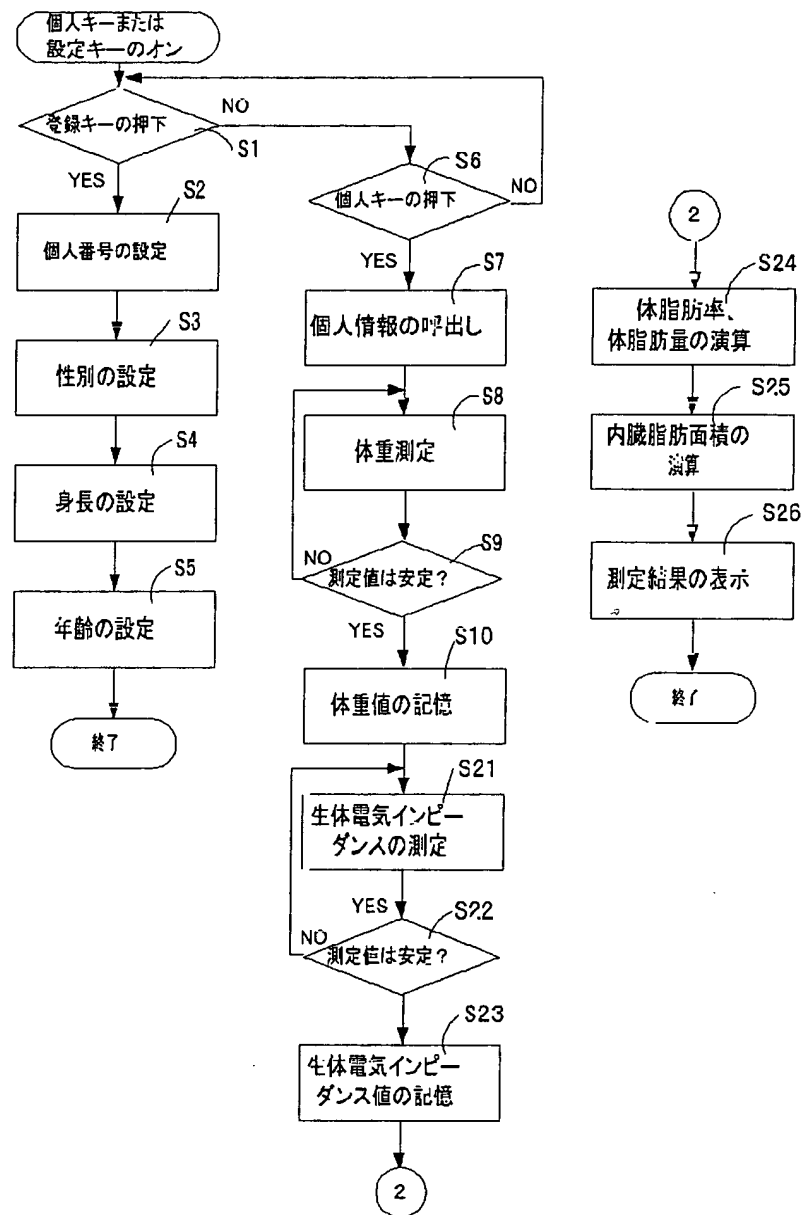 個人キーまたは
設定キーのオン
登録キーの押下
NO
S1
YES
S2
個人番号の設定
S3
性別の設定
S4
身長の設定
S5
年齢の設定
終了
S6
個人キーの押下
NO
YES
S7
個人情報の呼出し
S8
体重測定
S9
NO
測定値は安定？
YES
S10
体重値の記憶
S21
生体電気インピー
ダンスの測定
YES
S22
NO
測定値は安定？
S23
生体電気インピー
ダンス値の記憶
2
2
S24
体脂肪率、
体脂肪量の演算
S25
内臓脂肪面積の
演算
S26
測定結果の表示
終了